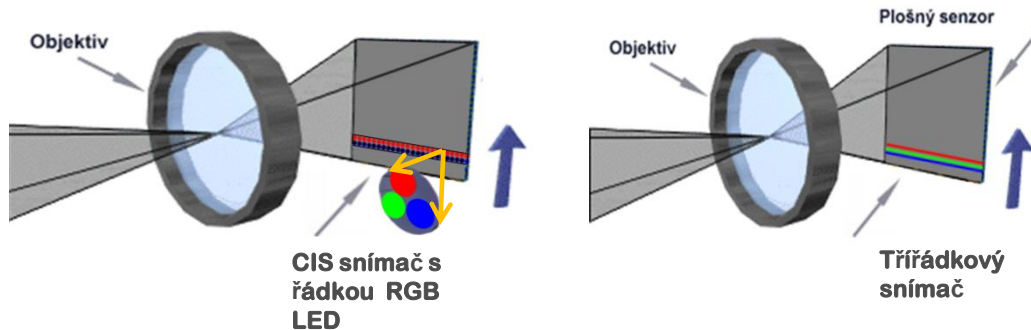 Objektiv
CIS snímač s
řádkou RGB
LED
Plošný senzor
Objektiv
Třířádkový
snímač